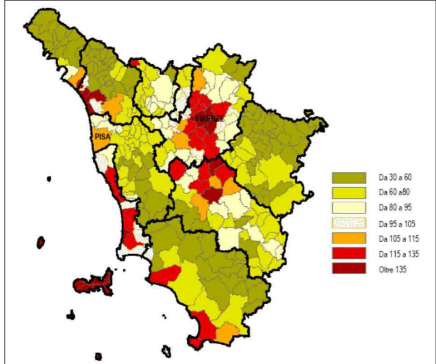 FIRENZE
PISA
Da 30 a 60
Da 60 a80
Da 80 a 95
Da 95 a 105
Da 105 a 115
Da 115 a 135
Oltre 135